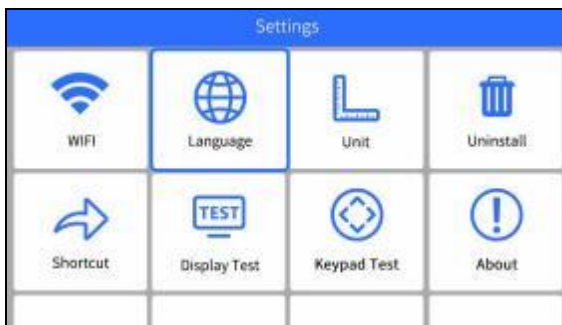 Settings
WIFI
Language
Unit
Uninstall
TEST
Shortcut
Display Test
Keypad Test
About